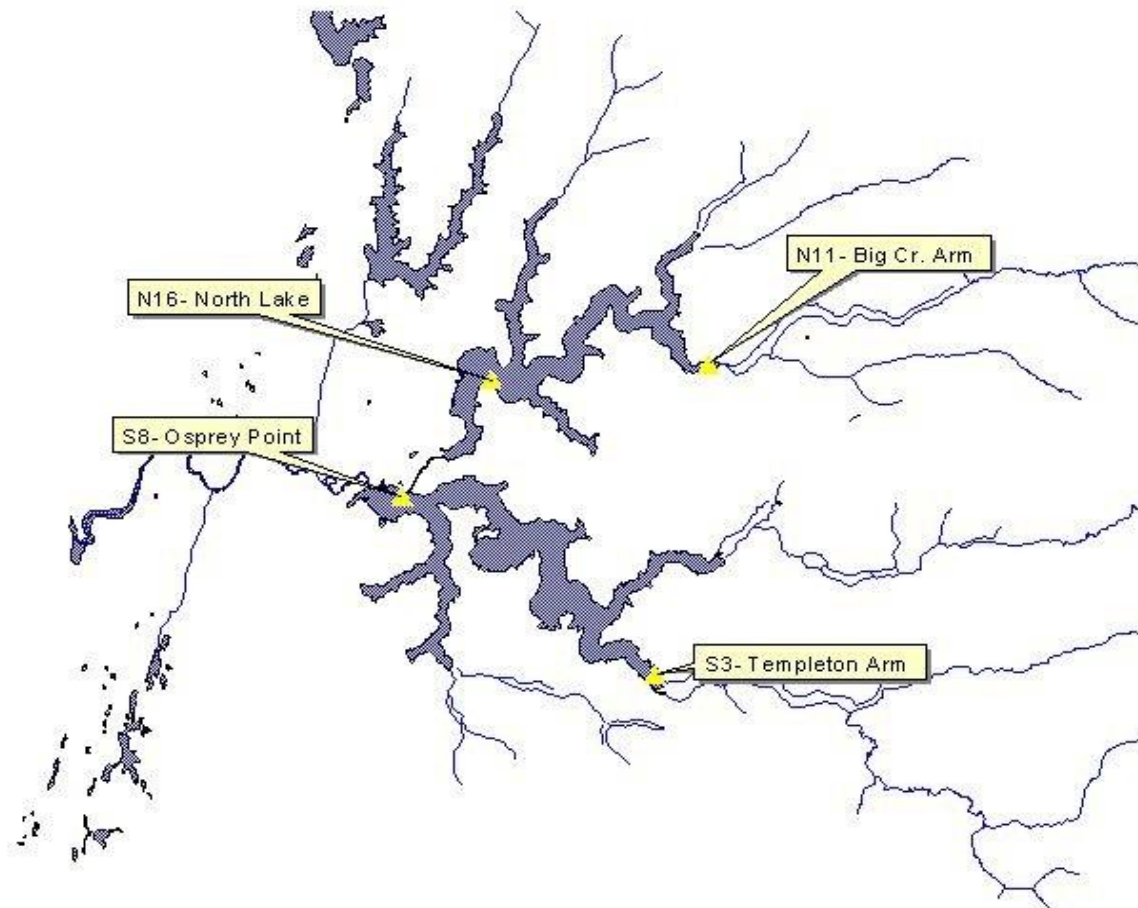 N11- Big Cr. Arm
N16- North Lake
S8- Osprey Point
S3- Templeton Arm